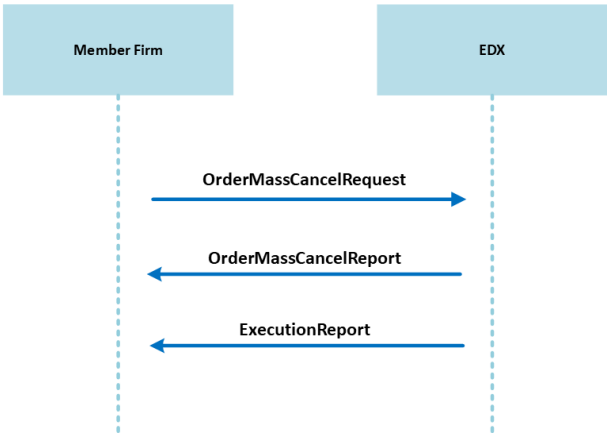 Member Firm
EDX
OrderMassCancelRequest
OrderMassCancelReport
ExecutionReport